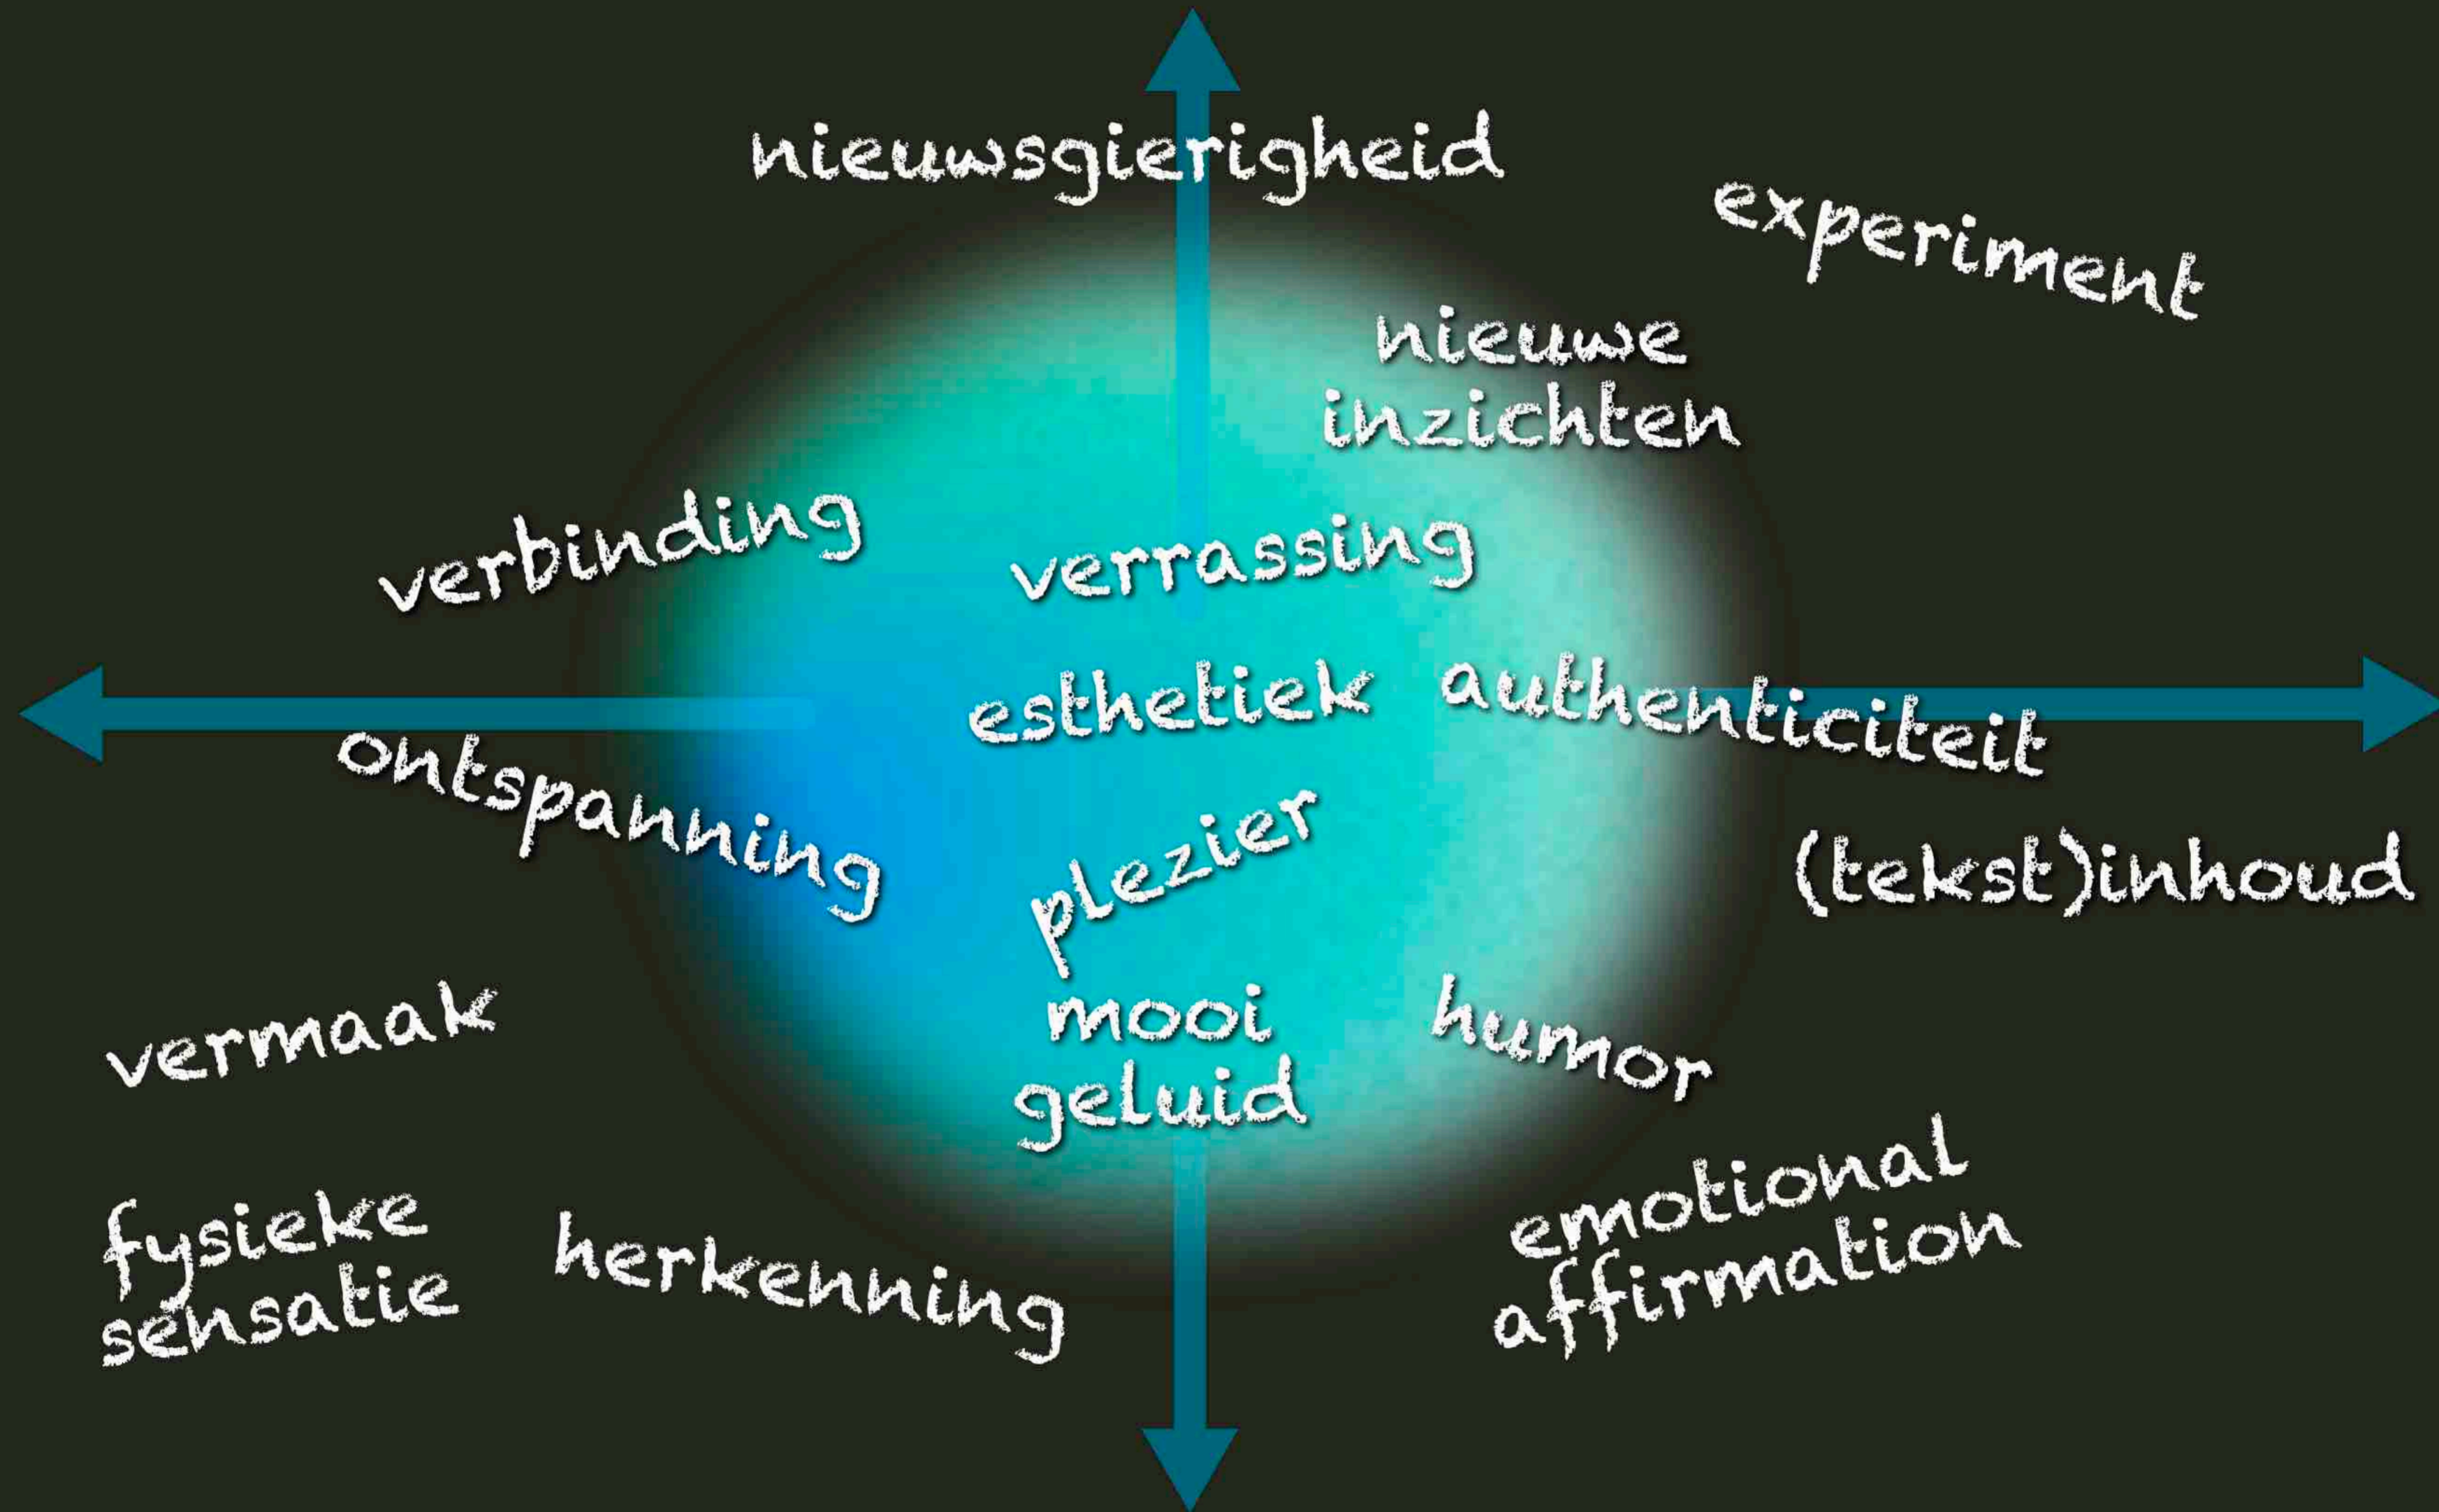 nieuwsgierigheid
experiment
nieuwe
inzichten
verbinding
verrassing
esthetiek
authenticiteit
ontspanning
plezier
(tekst)inhoud
vermaak
mooi
geluid
humor
fysieke
sensatie
herkenning
emotional
affirmation